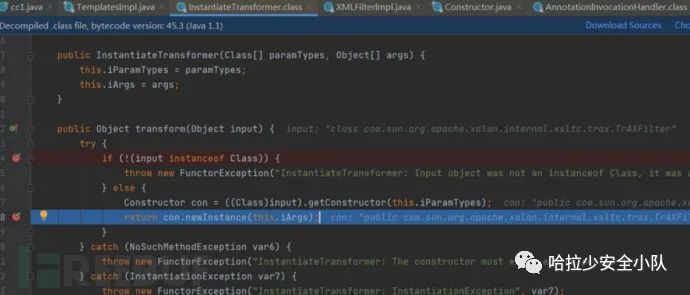 cc1.java TemplatesImpl.java InstantiateTransformer.class XMLFilterImpl.java Constructor.java AnnotationInvocationHandler.class
Decompiled .class file, bytecode version: 45.3 (Java 1.1) Download Sources Choose
public InstantiateTransformer(Class[] paramTypes, Object[] args) {
this.iParamTypes = paramTypes;
this.iArgs = args;
}
public Object transform(Object input) { input: "class com.sun.org.apache.xalan.internal.xsltc.trax.TrAXFilter"
try {
if (!(input instanceof Class)) {
throw new FunctorException("InstantiateTransformer: Input object was not an instanceof Class, it was a
} else {
Constructor con = ((Class)input).getConstructor(this.iParamTypes); con: "public com.sun.org.apache.xa
return con.newInstance(this.iArgs); con: "public com.sun.org.apache.xalan.internal.xsltc.trax.TrAXFi
}
} catch (NoSuchMethodException var6) {
throw new FunctorException("InstantiateTransformer: The constructor must
} catch (InstantiationException var7) {
throw new FunctorException("InstantiateTransformer: InstantiationException", var7);
哈拉少安全小队